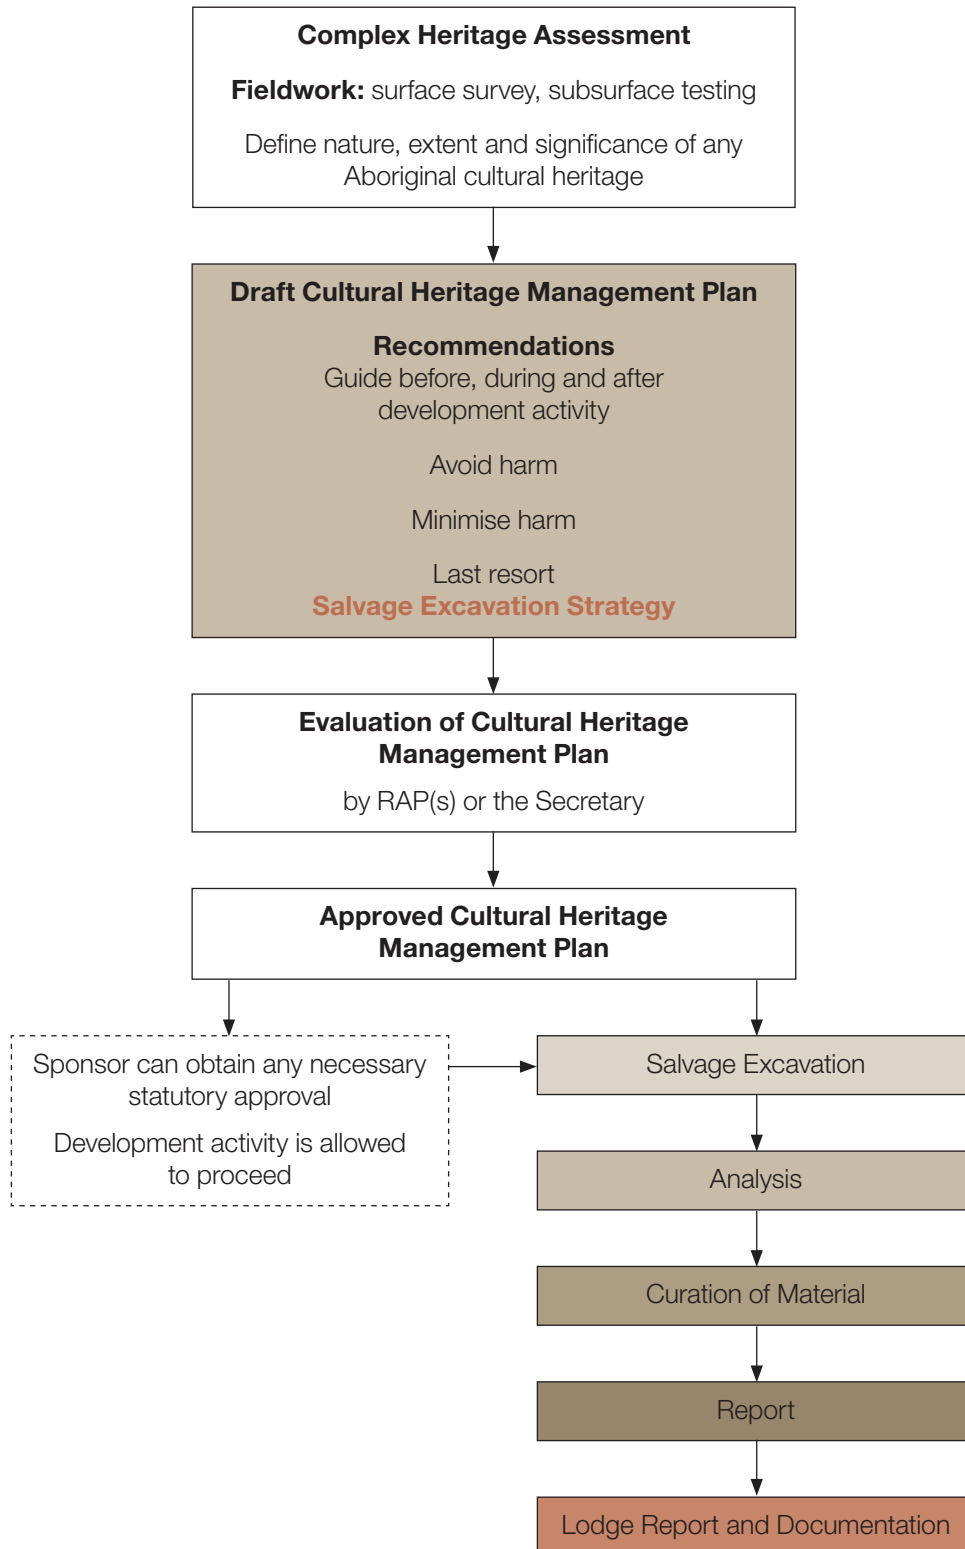 Complex Heritage Assessment
Fieldwork: surface survey, subsurface testing
Define nature, extent and significance of any
Aboriginal cultural heritage
Draft Cultural Heritage Management Plan
Recommendations
Guide before, during and after
development activity
Avoid harm
Minimise harm
Last resort
Salvage Excavation Strategy
Evaluation of Cultural Heritage
Management Plan
by RAP(s) or the Secretary
Approved Cultural Heritage
Management Plan
Sponsor can obtain any necessary
statutory approval
Development activity is allowed
to proceed
Salvage Excavation
Analysis
Curation of Material
Report
Lodge Report and Documentation